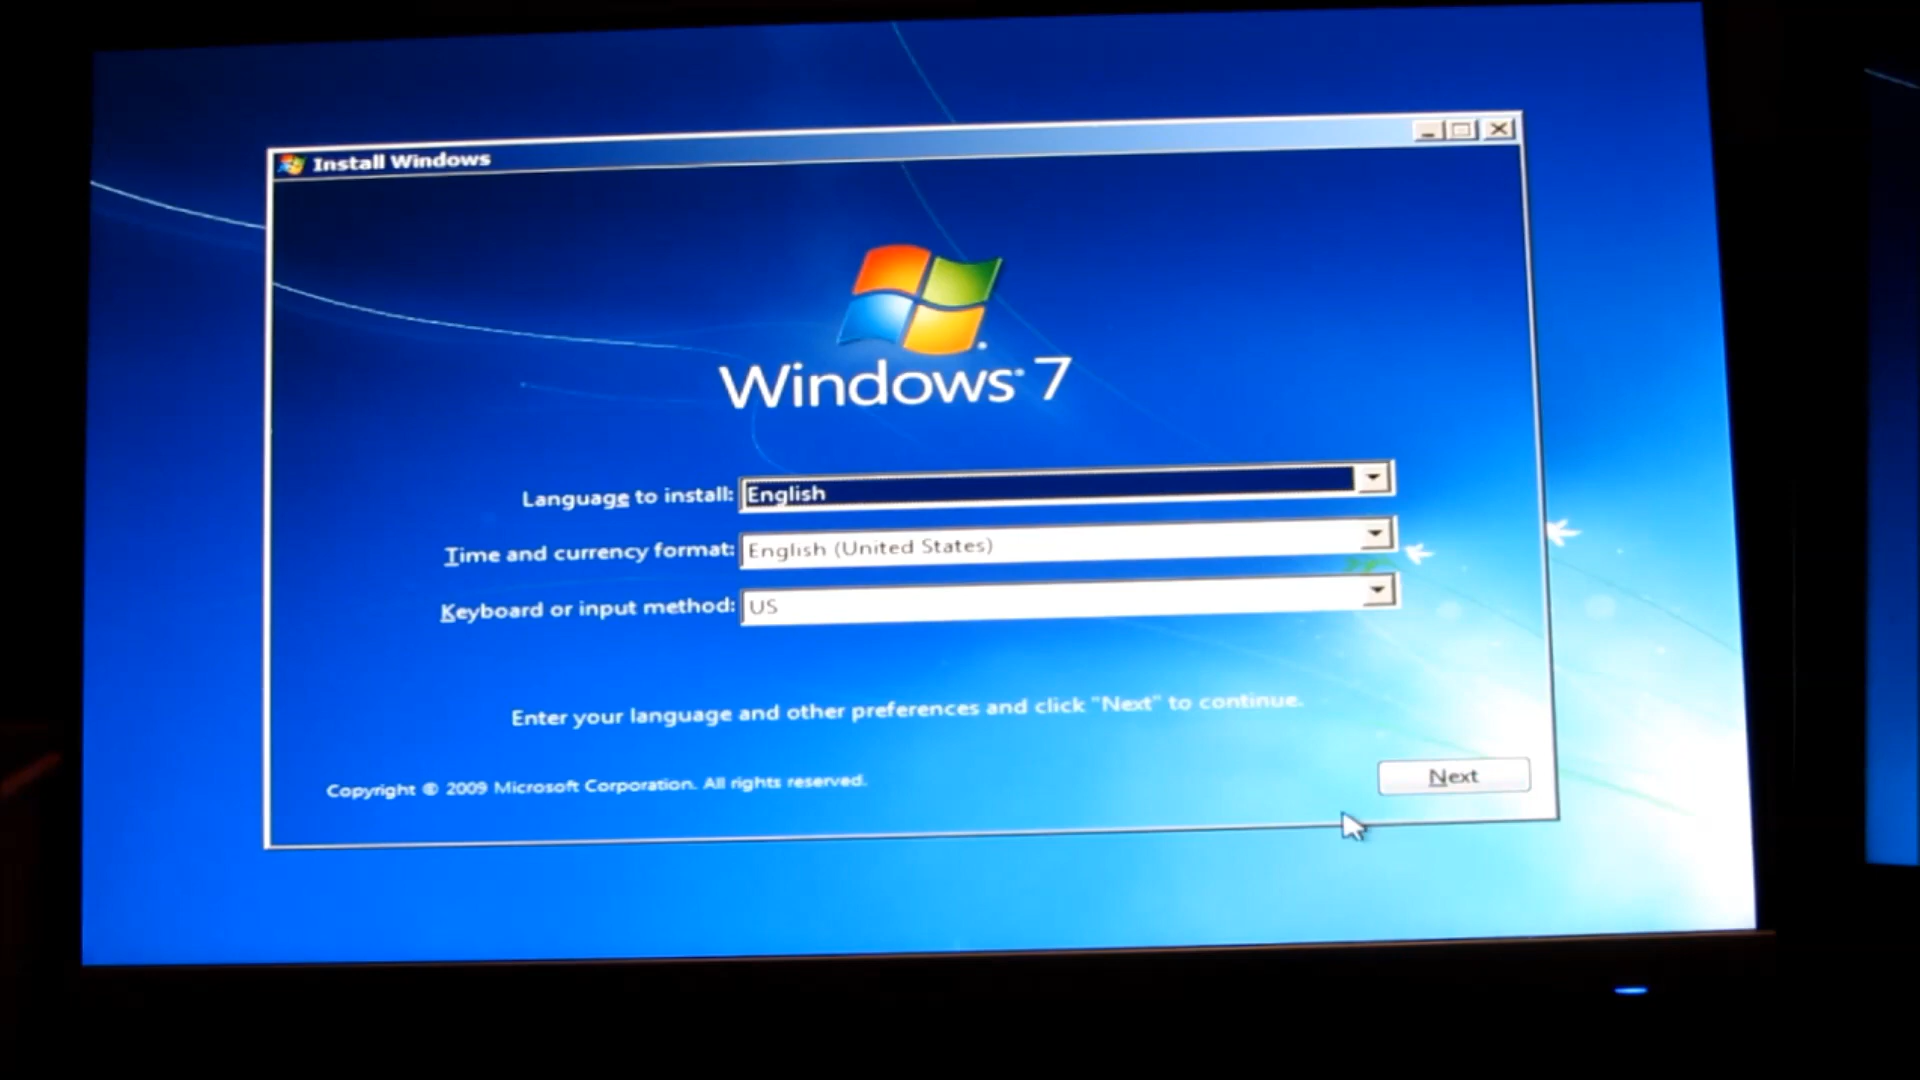 Install Windows
Windows® 7
Language to install: English
Time and currency format: English (United States)
Keyboard or input method: US
Enter your language and other preferences and click "Next" to continue.
Copyright © 2009 Microsoft Corporation. All rights reserved.
Next